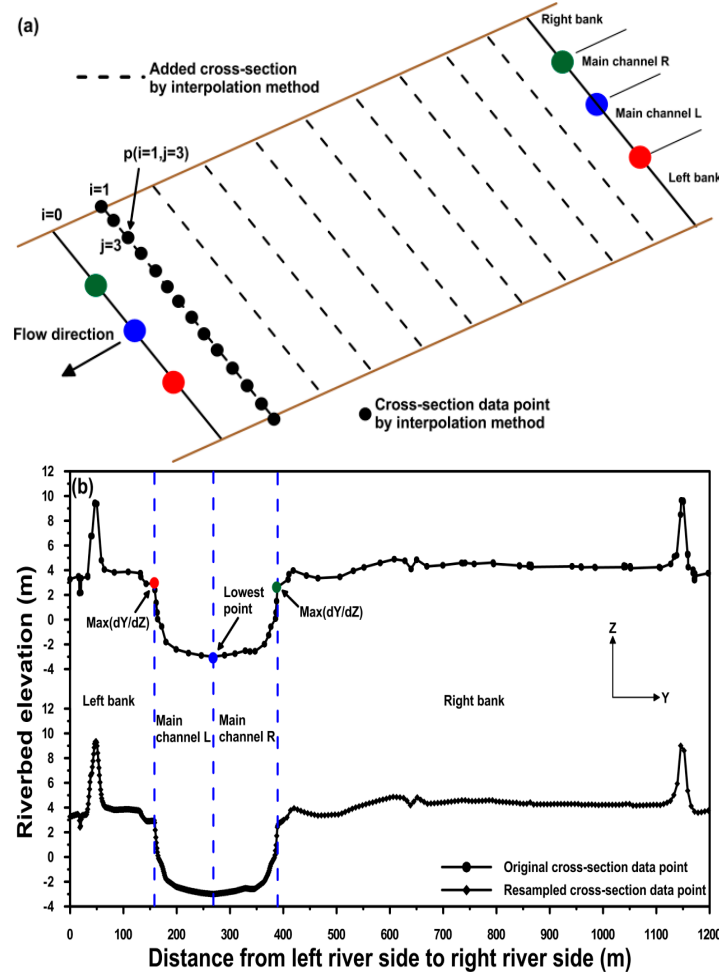 (a)
Added cross-section
by interpolation method
Right bank
Main channel R
Main channel L
Left bank
p(i=1,j=3)
i=1
i=0
j=3
Flow direction
Cross-section data point
by interpolation method
(b)
12
10
8
6
4
2
0
-2
-4
12
10
8
6
4
2
0
-2
-4
Riverbed elevation (m)
Max(dY/dZ)
Lowest
point
Max(dY/dZ)
Z
Y
Left bank
Main
channel L
Main
channel R
Right bank
Original cross-section data point
Resampled cross-section data point
0 100 200 300 400 500 600 700 800 900 1000 1100 1200
Distance from left river side to right river side (m)